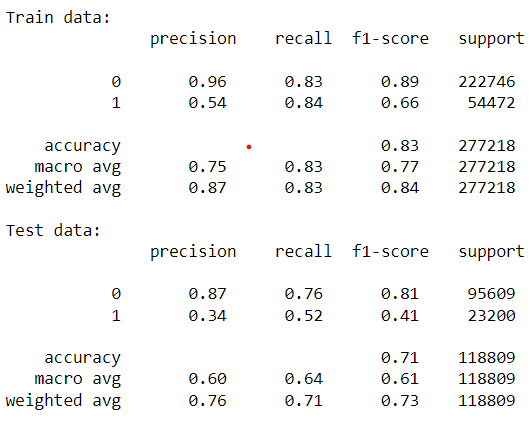 Train data:
precision recall f1-score support
0 0.96 0.83 0.89 222746
1 0.54 0.84 0.66 54472
accuracy 0.83 277218
macro avg 0.75 0.83 0.77 277218
weighted avg 0.87 0.83 0.84 277218
Test data:
precision recall f1-score support
0 0.87 0.76 0.81 95609
1 0.34 0.52 0.41 23200
accuracy 0.71 118809
macro avg 0.60 0.64 0.61 118809
weighted avg 0.76 0.71 0.73 118809